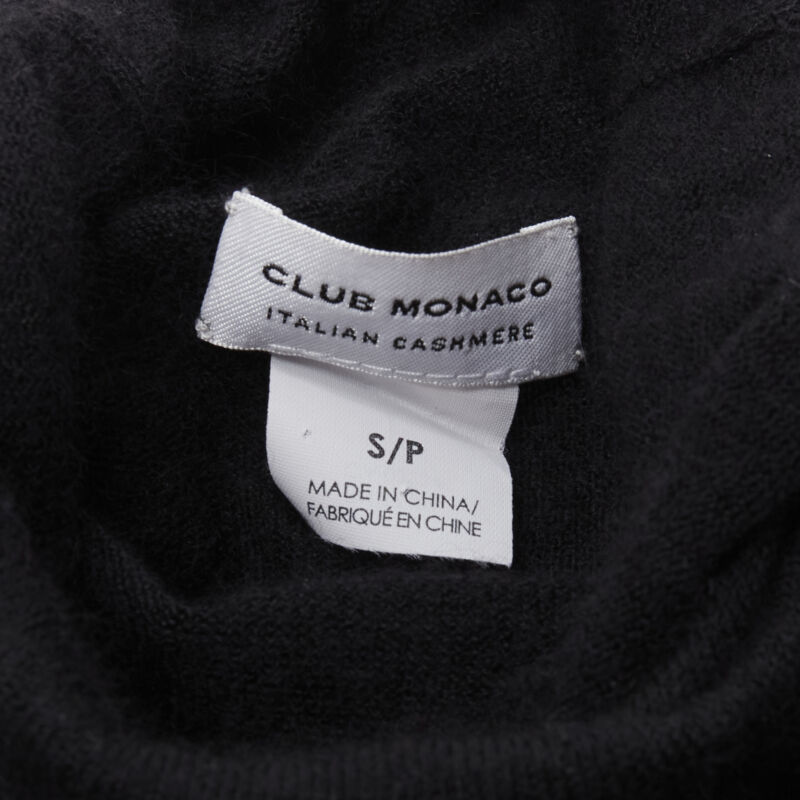 CLUB MONACO
ITALIAN CASHMERE
S/P
MADE IN CHINA/
FABRIQUÉ EN CHINE